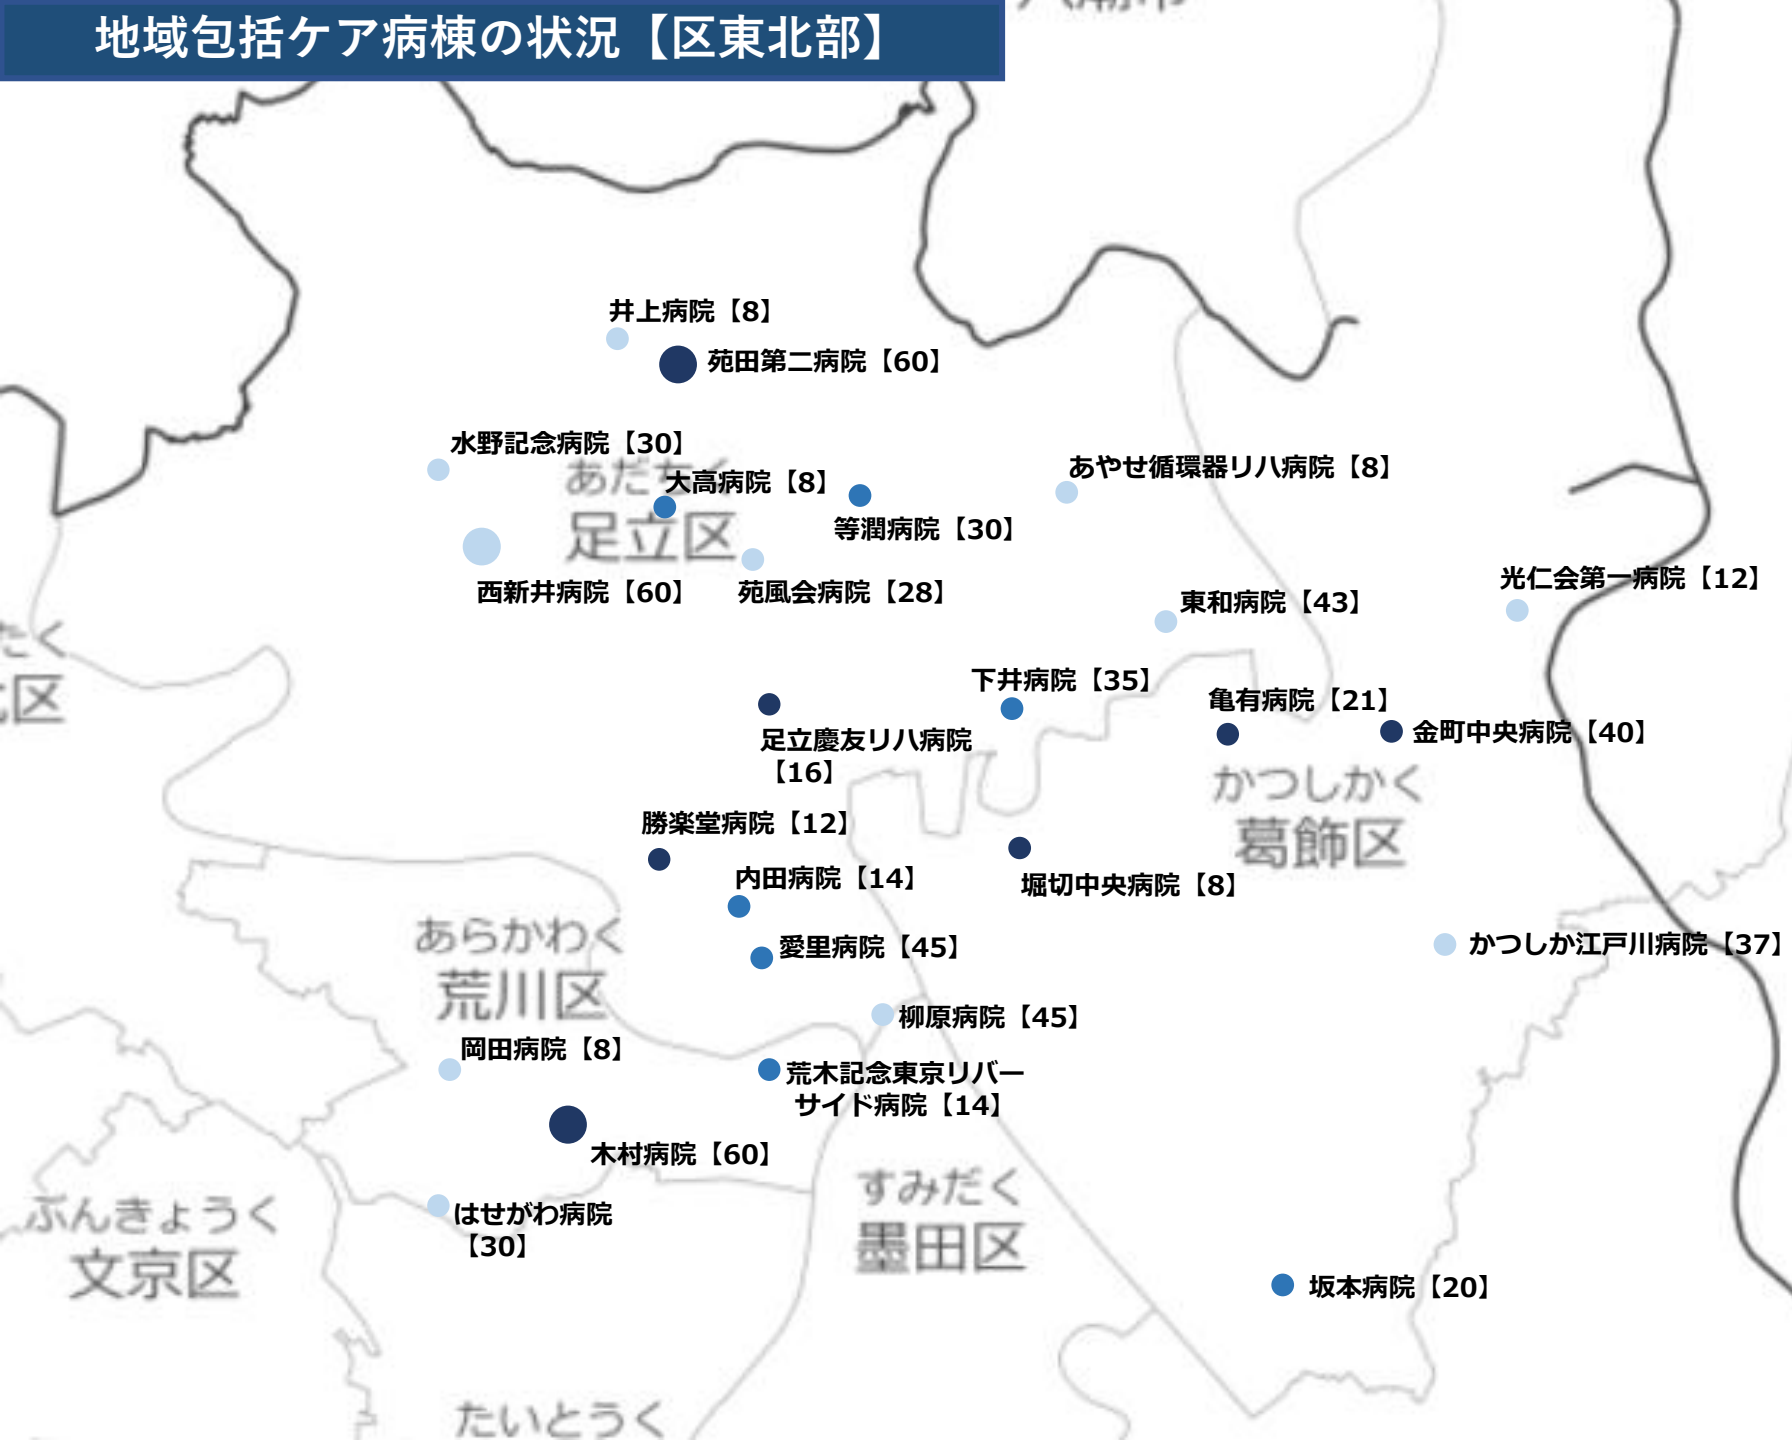 地域包括ケア病棟の状況【区東北部】
井上病院【8】
苑田第二病院【60】
水野記念病院【30】
あだちく
大高病院【8】
あやせ循環器リハ病院【8】
足立区
等潤病院【30】
西新井病院【60】
苑風会病院【28】
光仁会第一病院【12】
東和病院【43】
区
下井病院【35】
亀有病院【21】
金町中央病院【40】
足立慶友リハ病院
【16】
かつしかく
葛飾区
勝楽堂病院【12】
内田病院【14】
堀切中央病院【8】
あらかわく
荒川区
愛里病院【45】
かつしか江戸川病院【37】
柳原病院【45】
岡田病院【8】
荒木記念東京リバー
サイド病院【14】
木村病院【60】
ぶんきょうく
文京区
はせがわ病院
【30】
すみだく
墨田区
坂本病院【20】
たいとうく